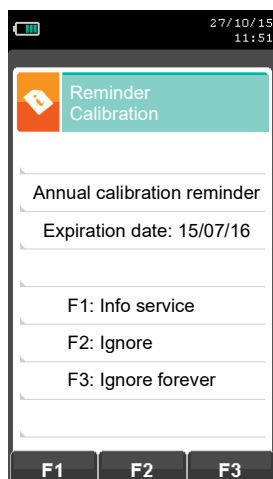 27/10/15
11:51
Reminder
Calibration
Annual calibration reminder
Expiration date: 15/07/16
F1: Info service
F2: Ignore
F3: Ignore forever
F1 F2 F3